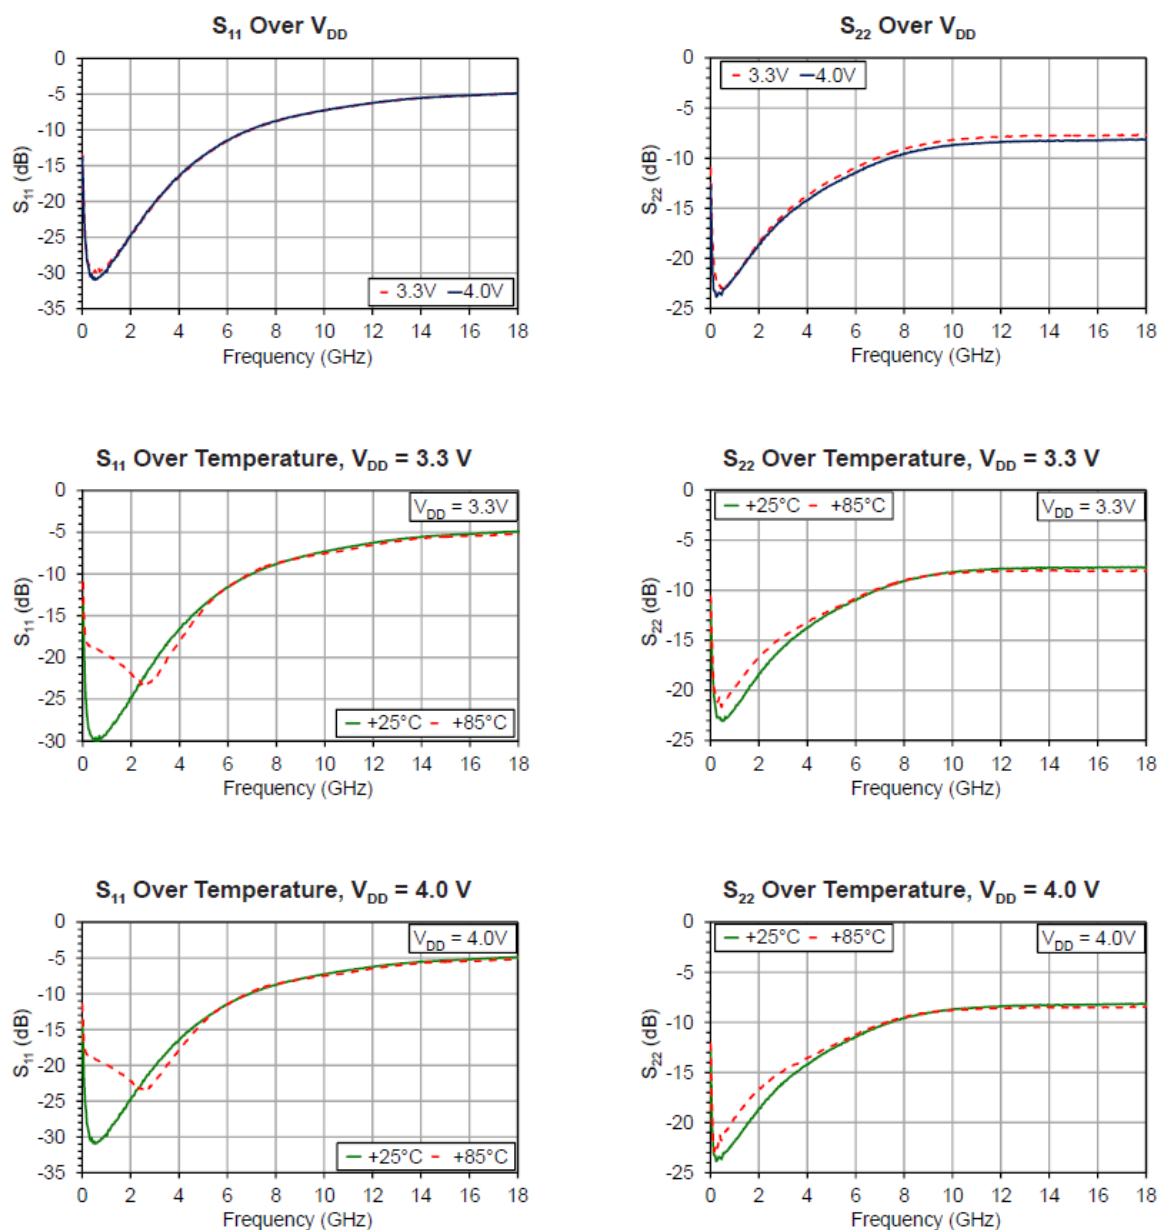 S11 Over VDD
0
-5
-10
-15
-20
-25
-30
-35
S11 (dB)
3.3V 4.0V
0 2 4 6 8 10 12 14 16 18
Frequency (GHz)
S22 Over VDD
0
-5
-10
-15
-20
-25
S22 (dB)
3.3V 4.0V
0 2 4 6 8 10 12 14 16 18
Frequency (GHz)
S11 Over Temperature, VDD = 3.3 V
0
-5
-10
-15
-20
-25
-30
S11 (dB)
VDD = 3.3V
+25°C +85°C
0 2 4 6 8 10 12 14 16 18
Frequency (GHz)
S22 Over Temperature, VDD = 3.3 V
0
-5
-10
-15
-20
-25
S22 (dB)
+25°C +85°C
VDD = 3.3V
0 2 4 6 8 10 12 14 16 18
Frequency (GHz)
S11 Over Temperature, VDD = 4.0 V
0
-5
-10
-15
-20
-25
-30
-35
S11 (dB)
VDD = 4.0V
+25°C +85°C
0 2 4 6 8 10 12 14 16 18
Frequency (GHz)
S22 Over Temperature, VDD = 4.0 V
0
-5
-10
-15
-20
-25
S22 (dB)
+25°C +85°C
VDD = 4.0V
0 2 4 6 8 10 12 14 16 18
Frequency (GHz)